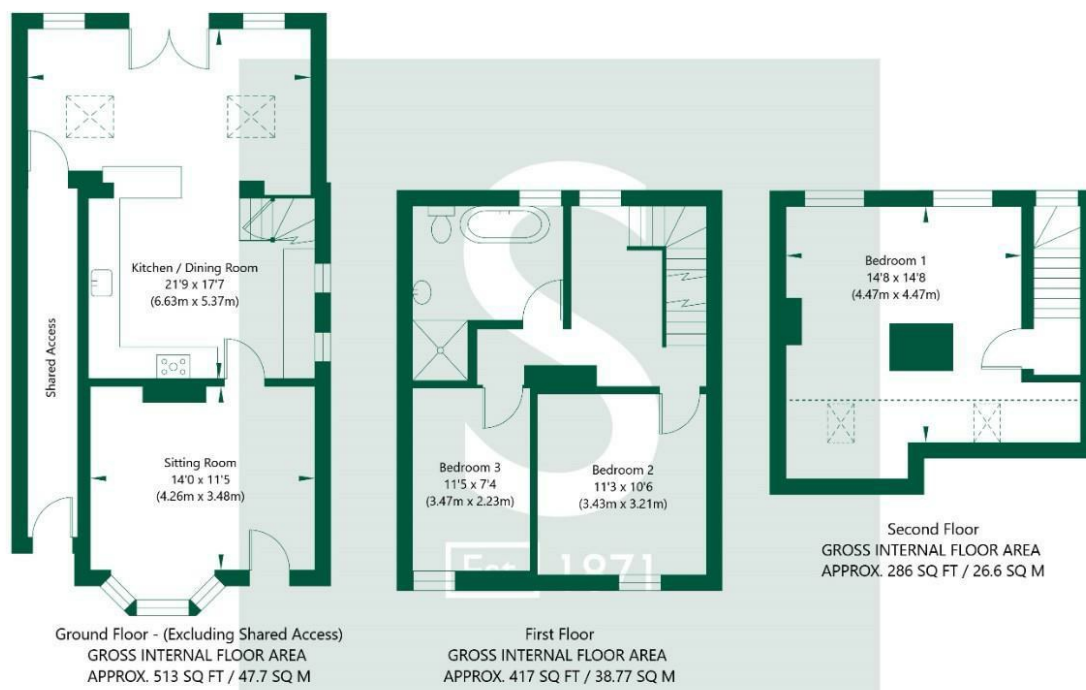 Kitchen / Dining Room
21'9 x 17'7
(6.63m x 5.37m)
Shared Access
Sitting Room
14'0 x 11'5
(4.26m x 3.48m)
Ground Floor - (Excluding Shared Access)
GROSS INTERNAL FLOOR AREA
APPROX. 513 SQ FT / 47.7 SQ M
S
Bedroom 3
11'5 x 7'4
(3.47m x 2.23m)
Bedroom 2
11'3 x 10'6
(3.43m x 3.21m)
Est 1871
First Floor
GROSS INTERNAL FLOOR AREA
APPROX. 417 SQ FT / 38.77 SQ M
Bedroom 1
14'8 x 14'8
(4.47m x 4.47m)
Second Floor
GROSS INTERNAL FLOOR AREA
APPROX. 286 SQ FT / 26.6 SQ M